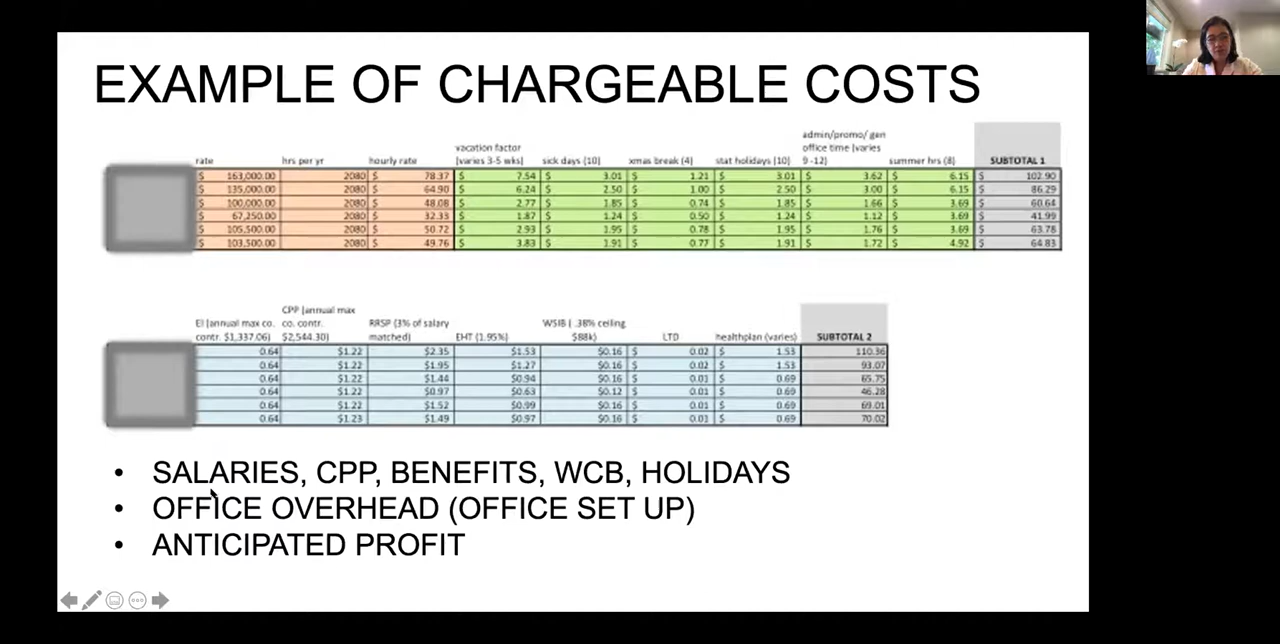 EXAMPLE OF CHARGEABLE COSTS
admin/promo/ gen
vacation factor office time (varies
rate hrs per yr hourly rate (varies 3-5 wks) sick days (10) xmas break (4) stat holidays (10) 9 -12) summer hrs (8) SUBTOTAL 1
$ 163,000.00 2080 $ 78.37 $ 7.54 $ 3.01 $ 1.21 $ 3.01 $ 3.62 $ 6.15 $ 102.90
$ 135,000.00 2080 $ 64.90 $ 6.24 $ 2.50 $ 1.00 $ 2.50 $ 3.00 $ 6.15 $ 86.29
$ 100,000.00 2080 $ 48.08 $ 2.77 $ 1.85 $ 0.74 $ 1.85 $ 1.66 $ 3.69 $ 60.64
$ 67,250.00 2080 $ 32.33 $ 1.87 $ 1.24 $ 0.50 $ 1.24 $ 1.12 $ 3.69 $ 41.99
$ 105,500.00 2080 $ 50.72 $ 2.93 $ 1.95 $ 0.78 $ 1.95 $ 1.76 $ 3.69 $ 63.78
$ 103,500.00 2080 $ 49.76 $ 3.83 $ 1.91 $ 0.77 $ 1.91 $ 1.72 $ 4.92 $ 64.83
CPP (annual max
EI (annual max co. co. contr. RRSP (3% of salary WSIB ( .38% ceiling
contr. $1,337.06) $2,544.30) matched) EHT (1.95%) $88k) LTD healthplan (varies) SUBTOTAL 2
0.64 $1.22 $2.35 $1.53 $0.16 $ 0.02 $ 1.53 110.36
0.64 $1.22 $1.95 $1.27 $0.16 $ 0.02 $ 1.53 93.07
0.64 $1.22 $1.44 $0.94 $0.16 $ 0.01 $ 0.69 65.75
0.64 $1.22 $0.97 $0.63 $0.12 $ 0.01 $ 0.69 46.28
0.64 $1.22 $1.52 $0.99 $0.16 $ 0.01 $ 0.69 69.01
0.64 $1.23 $1.49 $0.97 $0.16 $ 0.01 $ 0.69 70.02
• SALARIES, CPP, BENEFITS, WCB, HOLIDAYS
• OFFICE OVERHEAD (OFFICE SET UP)
• ANTICIPATED PROFIT